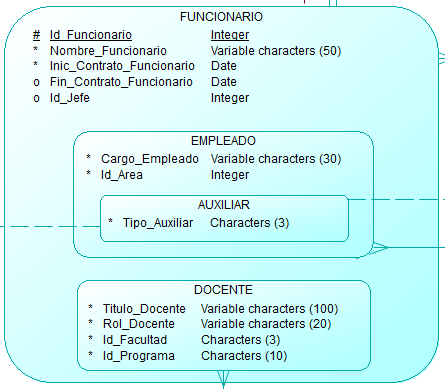 FUNCIONARIO
# Id_Funcionario Integer
* Nombre_Funcionario Variable characters (50)
* Inic_Contrato_Funcionario Date
o Fin_Contrato_Funcionario Date
o Id_Jefe Integer
EMPLEADO
* Cargo_Empleado Variable characters (30)
* Id_Area Integer
AUXILIAR
* Tipo_Auxiliar Characters (3)
DOCENTE
* Titulo_Docente Variable characters (100)
* Rol_Docente Variable characters (20)
* Id_Facultad Characters (3)
* Id_Programa Characters (10)